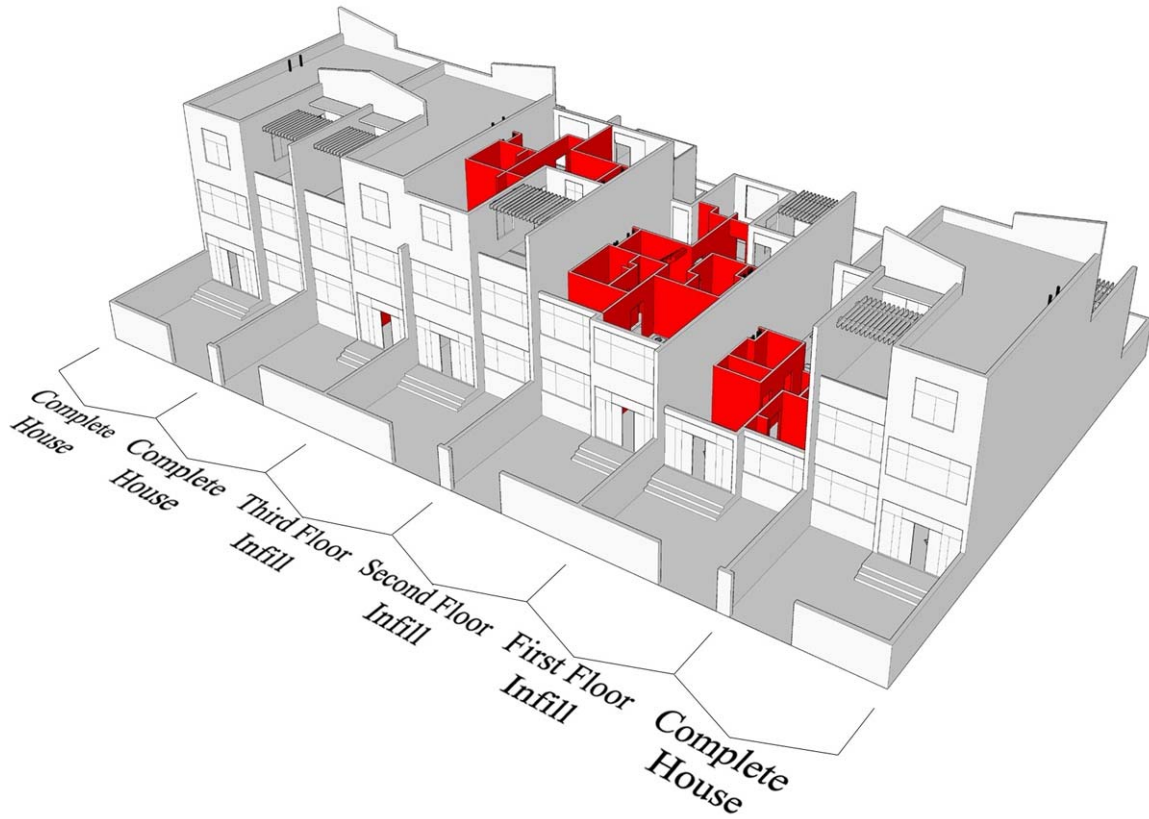 Complete
House
Complete
House
Third Floor
Infill
Second Floor
Infill
First Floor
Infill
Complete
House